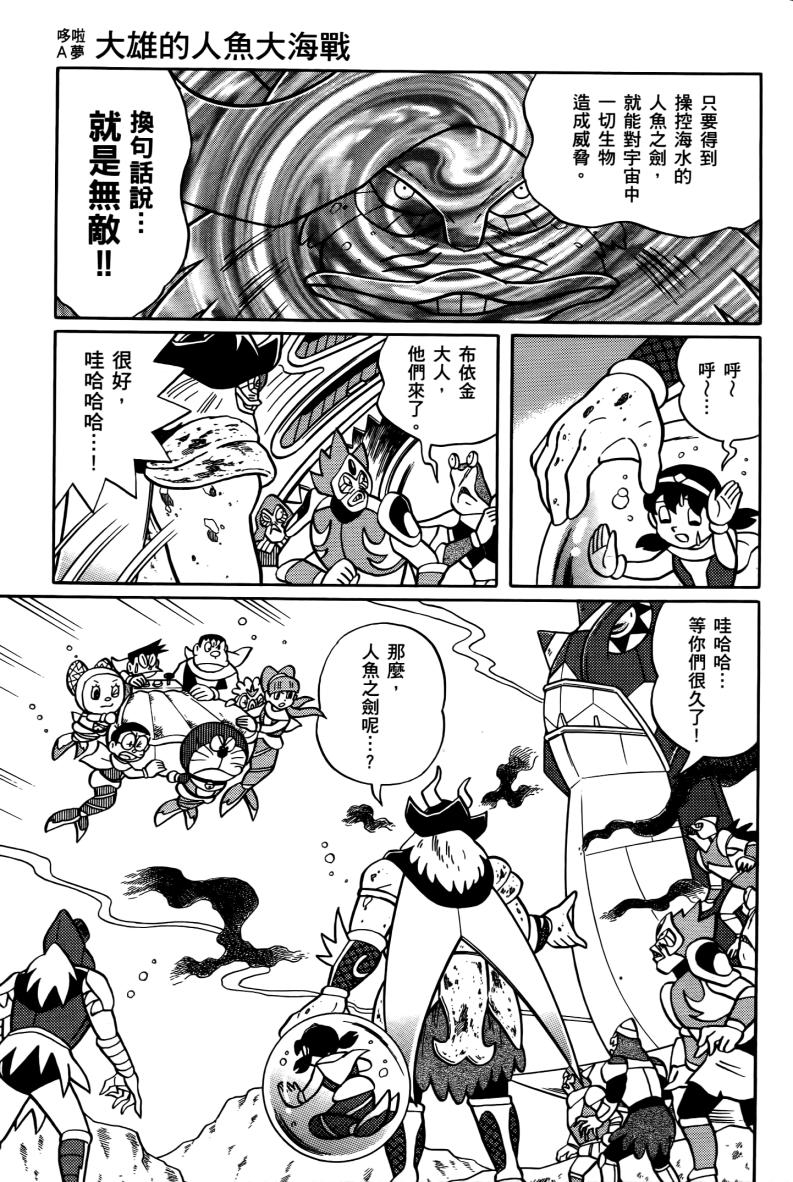 哆啦
A夢
大雄的人魚大海戰
只要得到
操控海水的
人魚之劍，
就能對宇宙中
一切生物
造成威脅。
換句話說…
就是無敵!!
呼～
呼～…
布依金
大人，
他們來了。
很好，
哇哈哈哈…！
哇哈哈…
等你們很久了！
那麼，
人魚之劍呢…？